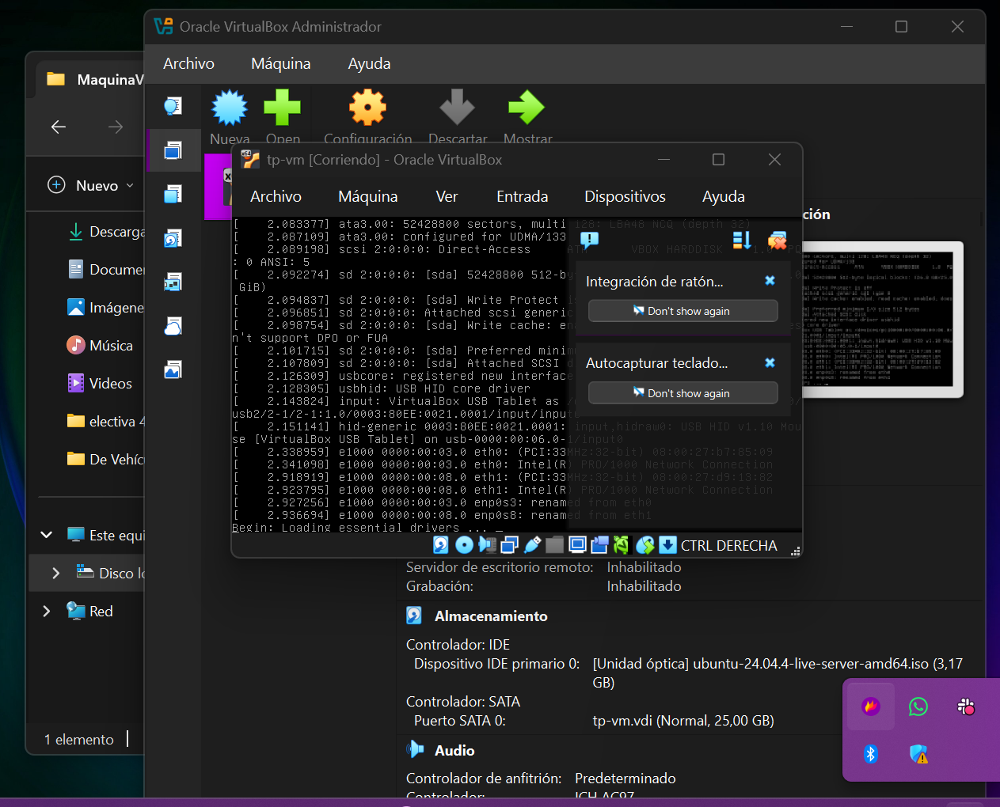 Oracle VirtualBox Administrador
Archivo Máquina Ayuda
MaquinaV
Nueva Open Configuración Descartar Mostrar
Nuevo
Descarga
Documer
Imágene
Música
Videos
electiva 4
De Vehíc
Este equi
Disco lo
Red
1 elemento
tp-vm [Corriendo] - Oracle VirtualBox
Archivo Máquina Ver Entrada Dispositivos Ayuda
[    2.083377] ata3.00: 52428800 sectors, multi 128: LBA48 NCQ (depth 32)
[    2.087109] ata3.00: configured for UDMA/133
[    2.089198] scsi 2:0:0:0: Direct-Access     ATA      VBOX HARDDISK    1.0  PQ
: 0 ANSI: 5
[    2.092274] sd 2:0:0:0: [sda] 52428800 512-by
GiB)
[    2.094837] sd 2:0:0:0: [sda] Write Protect i
[    2.096851] sd 2:0:0:0: Attached scsi generic
[    2.098754] sd 2:0:0:0: [sda] Write cache: en
n't support DPO or FUA
[    2.101715] sd 2:0:0:0: [sda] Preferred minim
[    2.107809] sd 2:0:0:0: [sda] Attached SCSI d
[    2.126309] usbcore: registered new interface
[    2.128305] usbhid: USB HID core driver
[    2.143824] input: VirtualBox USB Tablet as /
usb2/2-1/2-1:1.0/0003:80EE:0021.0001/input/input
[    2.151141] hid-generic 0003:80EE:0021.0001: input,hidraw0: USB HID v1.10 Mou
se [VirtualBox USB Tablet] on usb-0000:00:06.0-1/input0
[    2.338959] e1000 0000:00:03.0 eth0: (PCI:33MHz:32-bit) 08:00:27:b7:85:09
[    2.341098] e1000 0000:00:03.0 eth0: Intel(R) PRO/1000 Network Connection
[    2.918919] e1000 0000:00:08.0 eth1: (PCI:33MHz:32-bit) 08:00:27:d9:13:82
[    2.923795] e1000 0000:00:08.0 eth1: Intel(R) PRO/1000 Network Connection
[    2.927256] e1000 0000:00:03.0 enp0s3: renamed from eth0
[    2.936694] e1000 0000:00:08.0 enp0s8: renamed from eth1
Begin: Loading essential drivers ... _
Integración de ratón...
Don't show again
Autocapturar teclado...
Don't show again
CTRL DERECHA
ción
Servidor de escritorio remoto: Inhabilitado
Grabación: Inhabilitado
Almacenamiento
Controlador: IDE
Dispositivo IDE primario 0: [Unidad óptica] ubuntu-24.04.4-live-server-amd64.iso (3,17
GB)
Controlador: SATA
Puerto SATA 0: tp-vm.vdi (Normal, 25,00 GB)
Audio
Controlador de anfitrión: Predeterminado
Controlador: ICH AC97